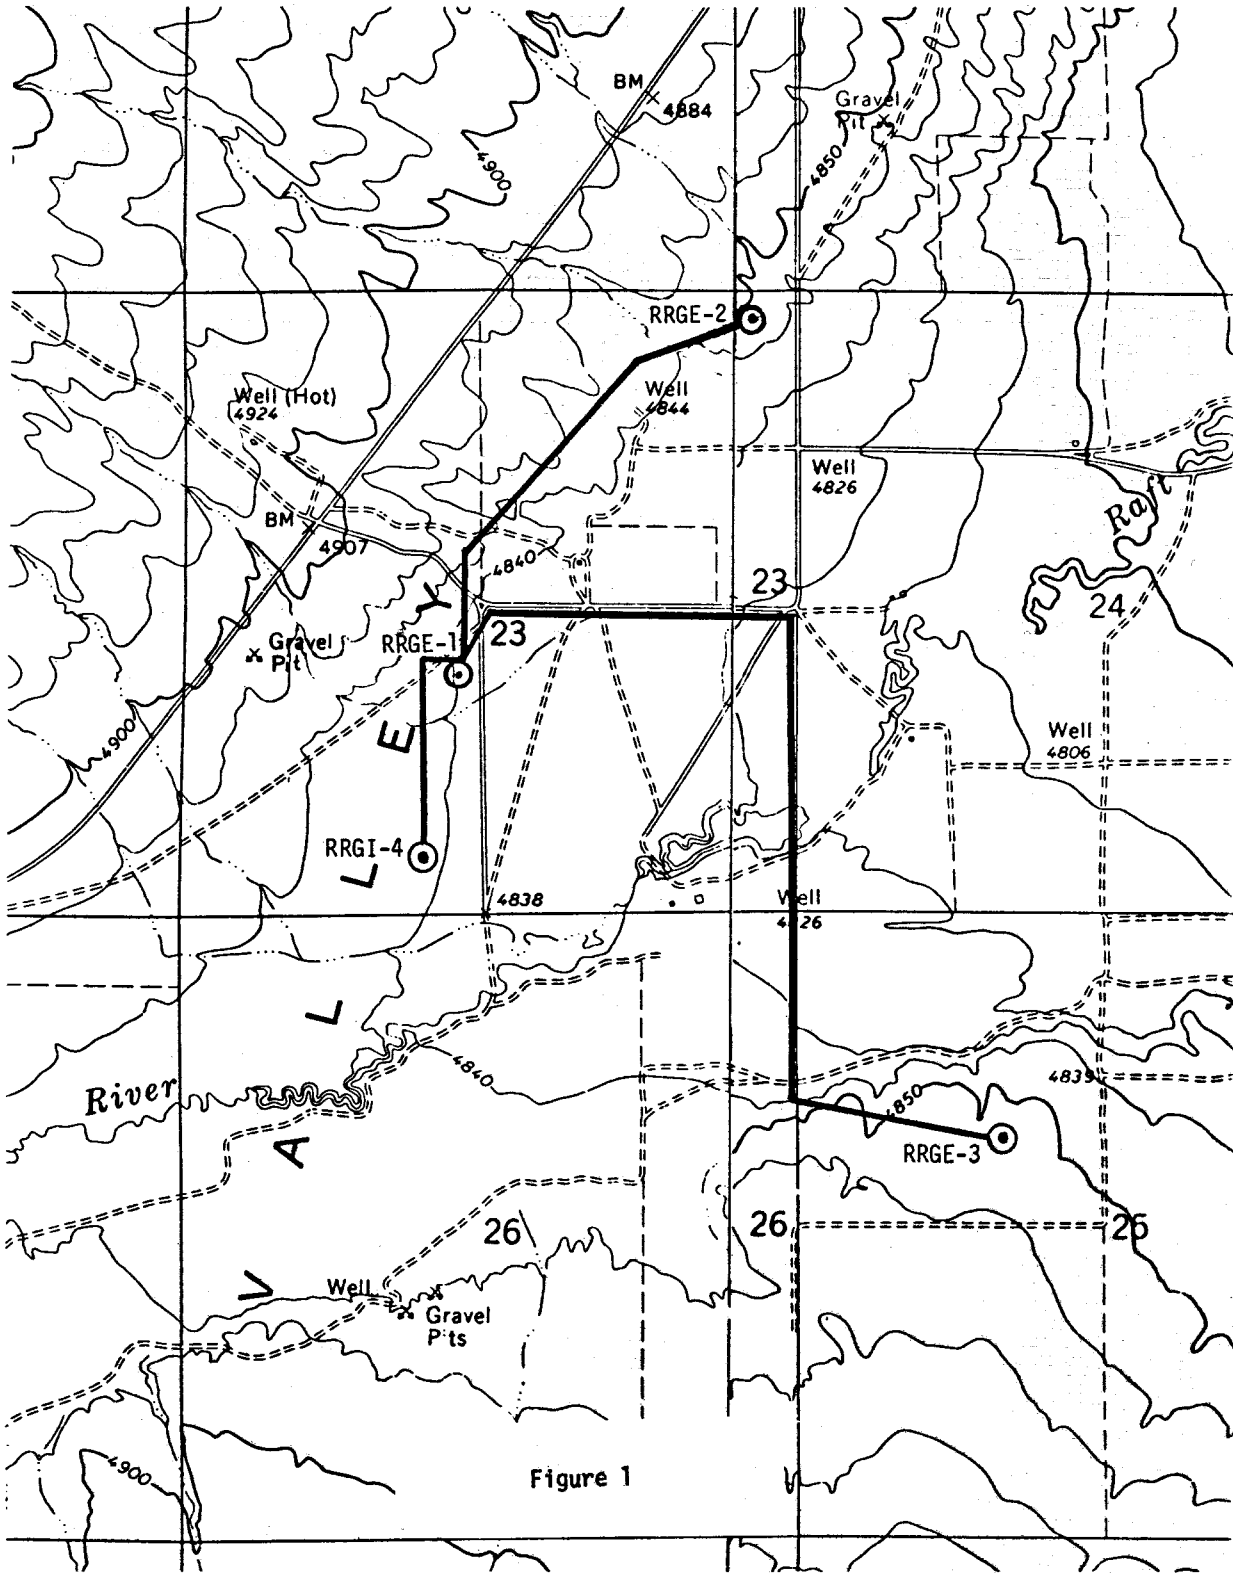 BM
4884
Gravel
Pit
4900
4850
RRGE-2
Well (Hot)
4924
Well
4844
Well
4826
Raft
BM
4907
4840
23
24
Y
Gravel
Pit
RRGE-1
23
4900
E
Well
4806
RRGI-4
L
4838
Well
4826
L
River
4840
4839
4850
A
RRGE-3
26
26
25
V
Well
Gravel
Pits
4900
Figure 1